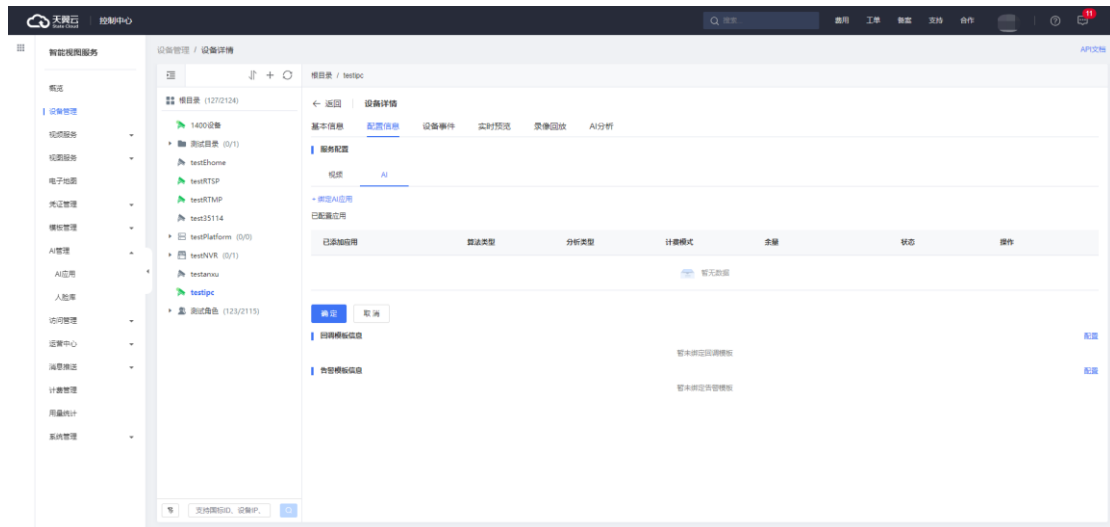 天翼云 State Cloud 控制中心 搜索... 费用 工单 备案 支持 合作 11
智能视图服务 设备管理 / 设备详情 API文档
概览
设备管理
视频服务
视图服务
电子地图
凭证管理
模板管理
AI管理
AI应用
人脸库
访问管理
运营中心
消息推送
计费管理
用量统计
系统管理
根目录 (127/2124)
1400设备
测试目录 (0/1)
testEhome
testRTSP
testRTMP
test35114
testPlatform (0/0)
testNVR (0/1)
testanxu
testipc
测试角色 (123/2115)
支持国标ID、设备IP、
根目录 / testipc
返回 设备详情
基本信息 配置信息 设备事件 实时预览 录像回放 AI分析
服务配置
视频 AI
+ 绑定AI应用
已配置应用
已添加应用 算法类型 分析类型 计费模式 余量 状态 操作
暂无数据
确定 取消
回调模板信息 配置
暂未绑定回调模板
告警模板信息 配置
暂未绑定告警模板